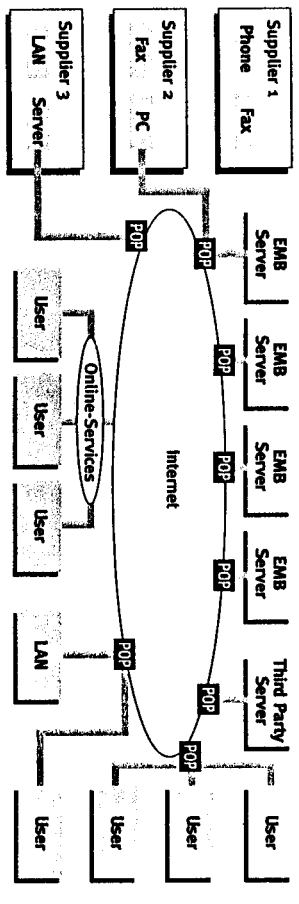 Supplier 1
Phone Fax
Supplier 2
Fax PC
Supplier 3
LAN Server
EMB
Server
EMB
Server
EMB
Server
EMB
Server
Third Party
Server
POP
POP
POP
POP
POP
POP
POP
POP
Internet
Online-Services
User
User
User
LAN
User
User
User
User